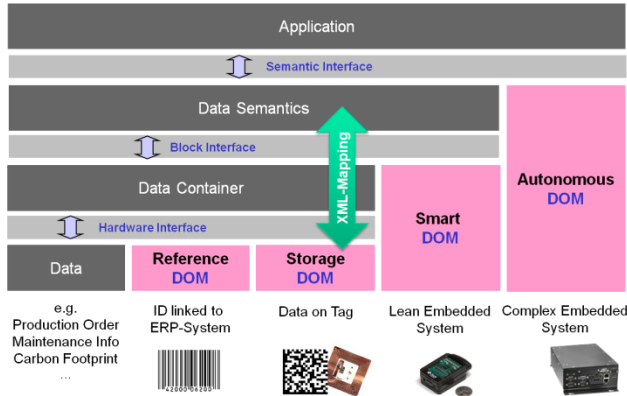 Application
Semantic Interface
Data Semantics
Block Interface
XML-Mapping
Autonomous
DOM
Data Container
Smart
DOM
Hardware Interface
Data
Reference
DOM
Storage
DOM
e.g.
Production Order
Maintenance Info
Carbon Footprint
...
ID linked to
ERP-System
Data on Tag
Lean Embedded
System
Complex Embedded
System
42000 06200